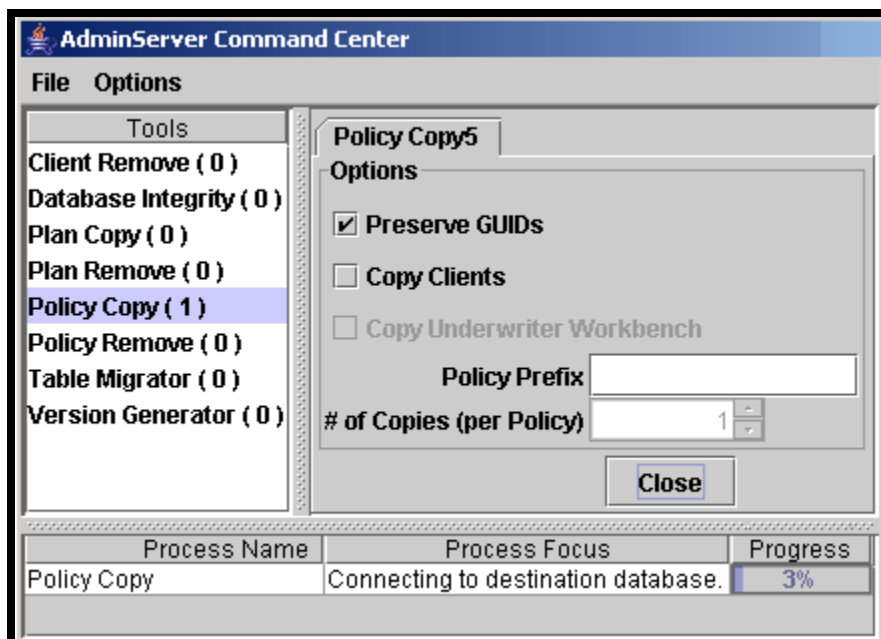 AdminServer Command Center
File Options
Tools
Client Remove ( 0 )
Database Integrity ( 0 )
Plan Copy ( 0 )
Plan Remove ( 0 )
Policy Copy ( 1 )
Policy Remove ( 0 )
Table Migrator ( 0 )
Version Generator ( 0 )
Policy Copy5
Options
Preserve GUIDs
Copy Clients
Copy Underwriter Workbench
Policy Prefix
# of Copies (per Policy) 1
Close
Process Name Process Focus Progress
Policy Copy Connecting to destination database. 3%